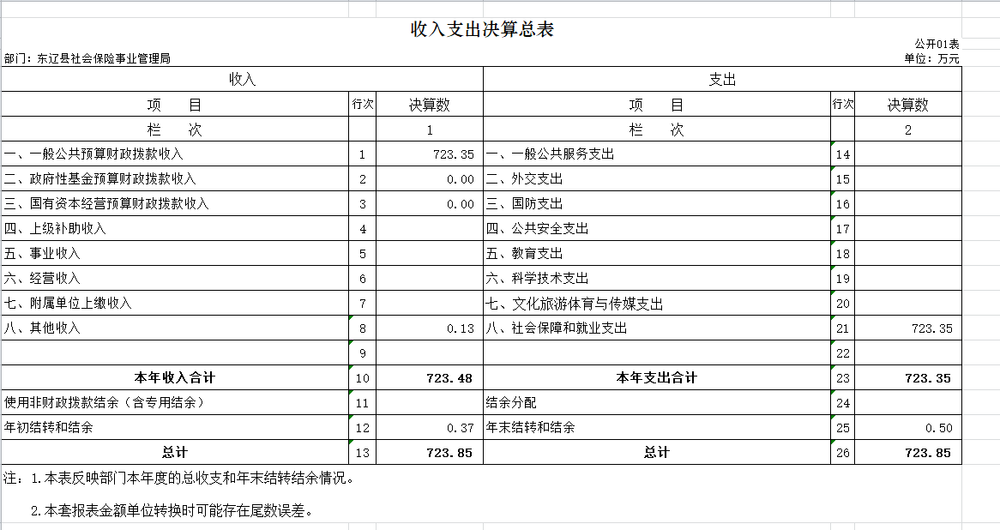 收入支出决算总表
公开01表
部门：东辽县社会保险事业管理局 单位：万元
收入 支出
项 目 行次 决算数 项 目 行次 决算数
栏 次 1 栏 次 2
一、一般公共预算财政拨款收入 1 723.35 一、一般公共服务支出 14
二、政府性基金预算财政拨款收入 2 0.00 二、外交支出 15
三、国有资本经营预算财政拨款收入 3 0.00 三、国防支出 16
四、上级补助收入 4 四、公共安全支出 17
五、事业收入 5 五、教育支出 18
六、经营收入 6 六、科学技术支出 19
七、附属单位上缴收入 7 七、文化旅游体育与传媒支出 20
八、其他收入 8 0.13 八、社会保障和就业支出 21 723.35
9 22
本年收入合计 10 723.48 本年支出合计 23 723.35
使用非财政拨款结余（含专用结余） 11 结余分配 24
年初结转和结余 12 0.37 年末结转和结余 25 0.50
总计 13 723.85 总计 26 723.85
注：1.本表反映部门本年度的总收支和年末结转结余情况。
2.本套报表金额单位转换时可能存在尾数误差。